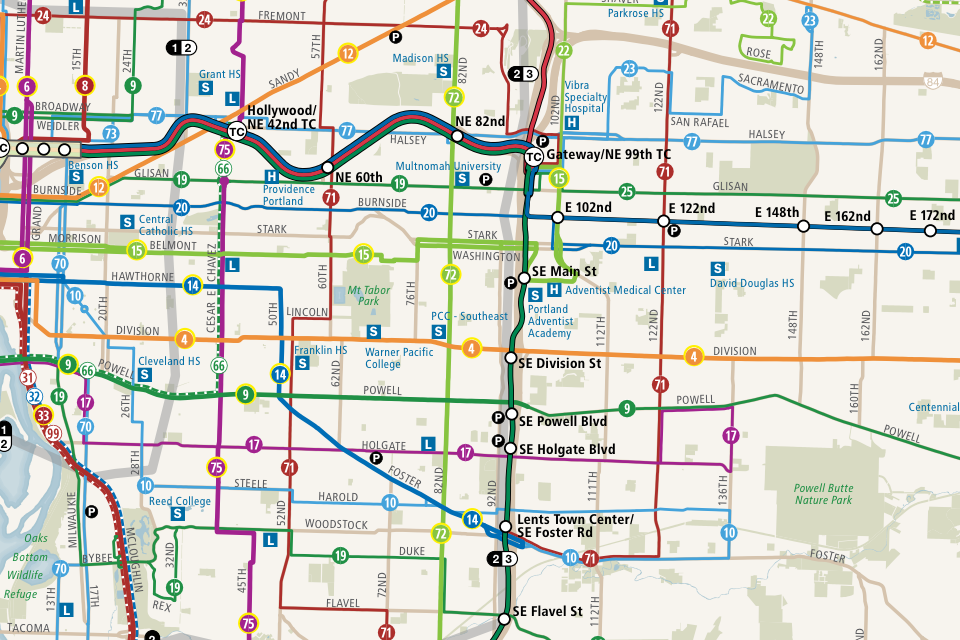 SHAVER
Parkrose HS
MARTIN LUTHE
24
24
FREMONT
24
71
22
23
12
L
1 2
P
12
57TH
Madison HS
S
82ND
2 3
22
ROSE
148TH
162ND
84
15TH
24TH
Grant HS
S
SANDY
23
SACRAMENTO
6
8
9
L
72
102ND
Vibra
Specialty
Hospital
H
122ND
BROADWAY
9
77
Hollywood/
NE 42nd TC
WEIDLER
73
TC
77
HALSEY
NE 82nd
SAN RAFAEL
HALSEY
77
77
C
75
P
Gateway/NE 99th TC
TC
Benson HS
S
66
Multnomah University
S
P
GLISAN
19
H
Providence
Portland
NE 60th
19
71
15
71
25
GLISAN
25
BURNSIDE
12
20
BURNSIDE
20
E 102nd
E 122nd
P
E 148th
E 162nd
E 172nd
GRAND
S
Central
Catholic HS
STARK
STARK
20
STARK
20
MORRISON
15
BELMONT
15
WASHINGTON
6
70
L
72
SE Main St
L
S
David Douglas HS
HAWTHORNE
14
CESAR E CHAVEZ
60TH
76TH
P
S
H
Adventist Medical Center
10
20TH
50TH
Mt Tabor
Park
LINCOLN
Portland
Adventist
Academy
112TH
122ND
148TH
162ND
DIVISION
4
S
PCC - Southeast
S
4
4
DIVISION
Franklin HS
S
Warner Pacific
College
SE Division St
9
66
POWELL
Cleveland HS
S
66
14
62ND
31
32
19
17
26TH
9
POWELL
71
160TH
9
POWELL
Centennial
33
99
70
P
SE Powell Blvd
POWELL
1
2
17
HOLGATE
L
17
P
P
SE Holgate Blvd
17
28TH
75
71
FOSTER
10
STEELE
82ND
92ND
111TH
136TH
Powell Butte
Nature Park
Reed College
S
HAROLD
10
MILWAUKIE
P
52ND
WOODSTOCK
14
Lents Town Center/
SE Foster Rd
72
10
Oaks
Bottom
Wildlife
Refuge
MCLOUGHLIN
L
DUKE
19
2 3
10
71
FOSTER
BYBEE
32ND
70
13TH
17TH
19
REX
45TH
72ND
112TH
L
FLAVEL
SE Flavel St
TACOMA
2
75
71